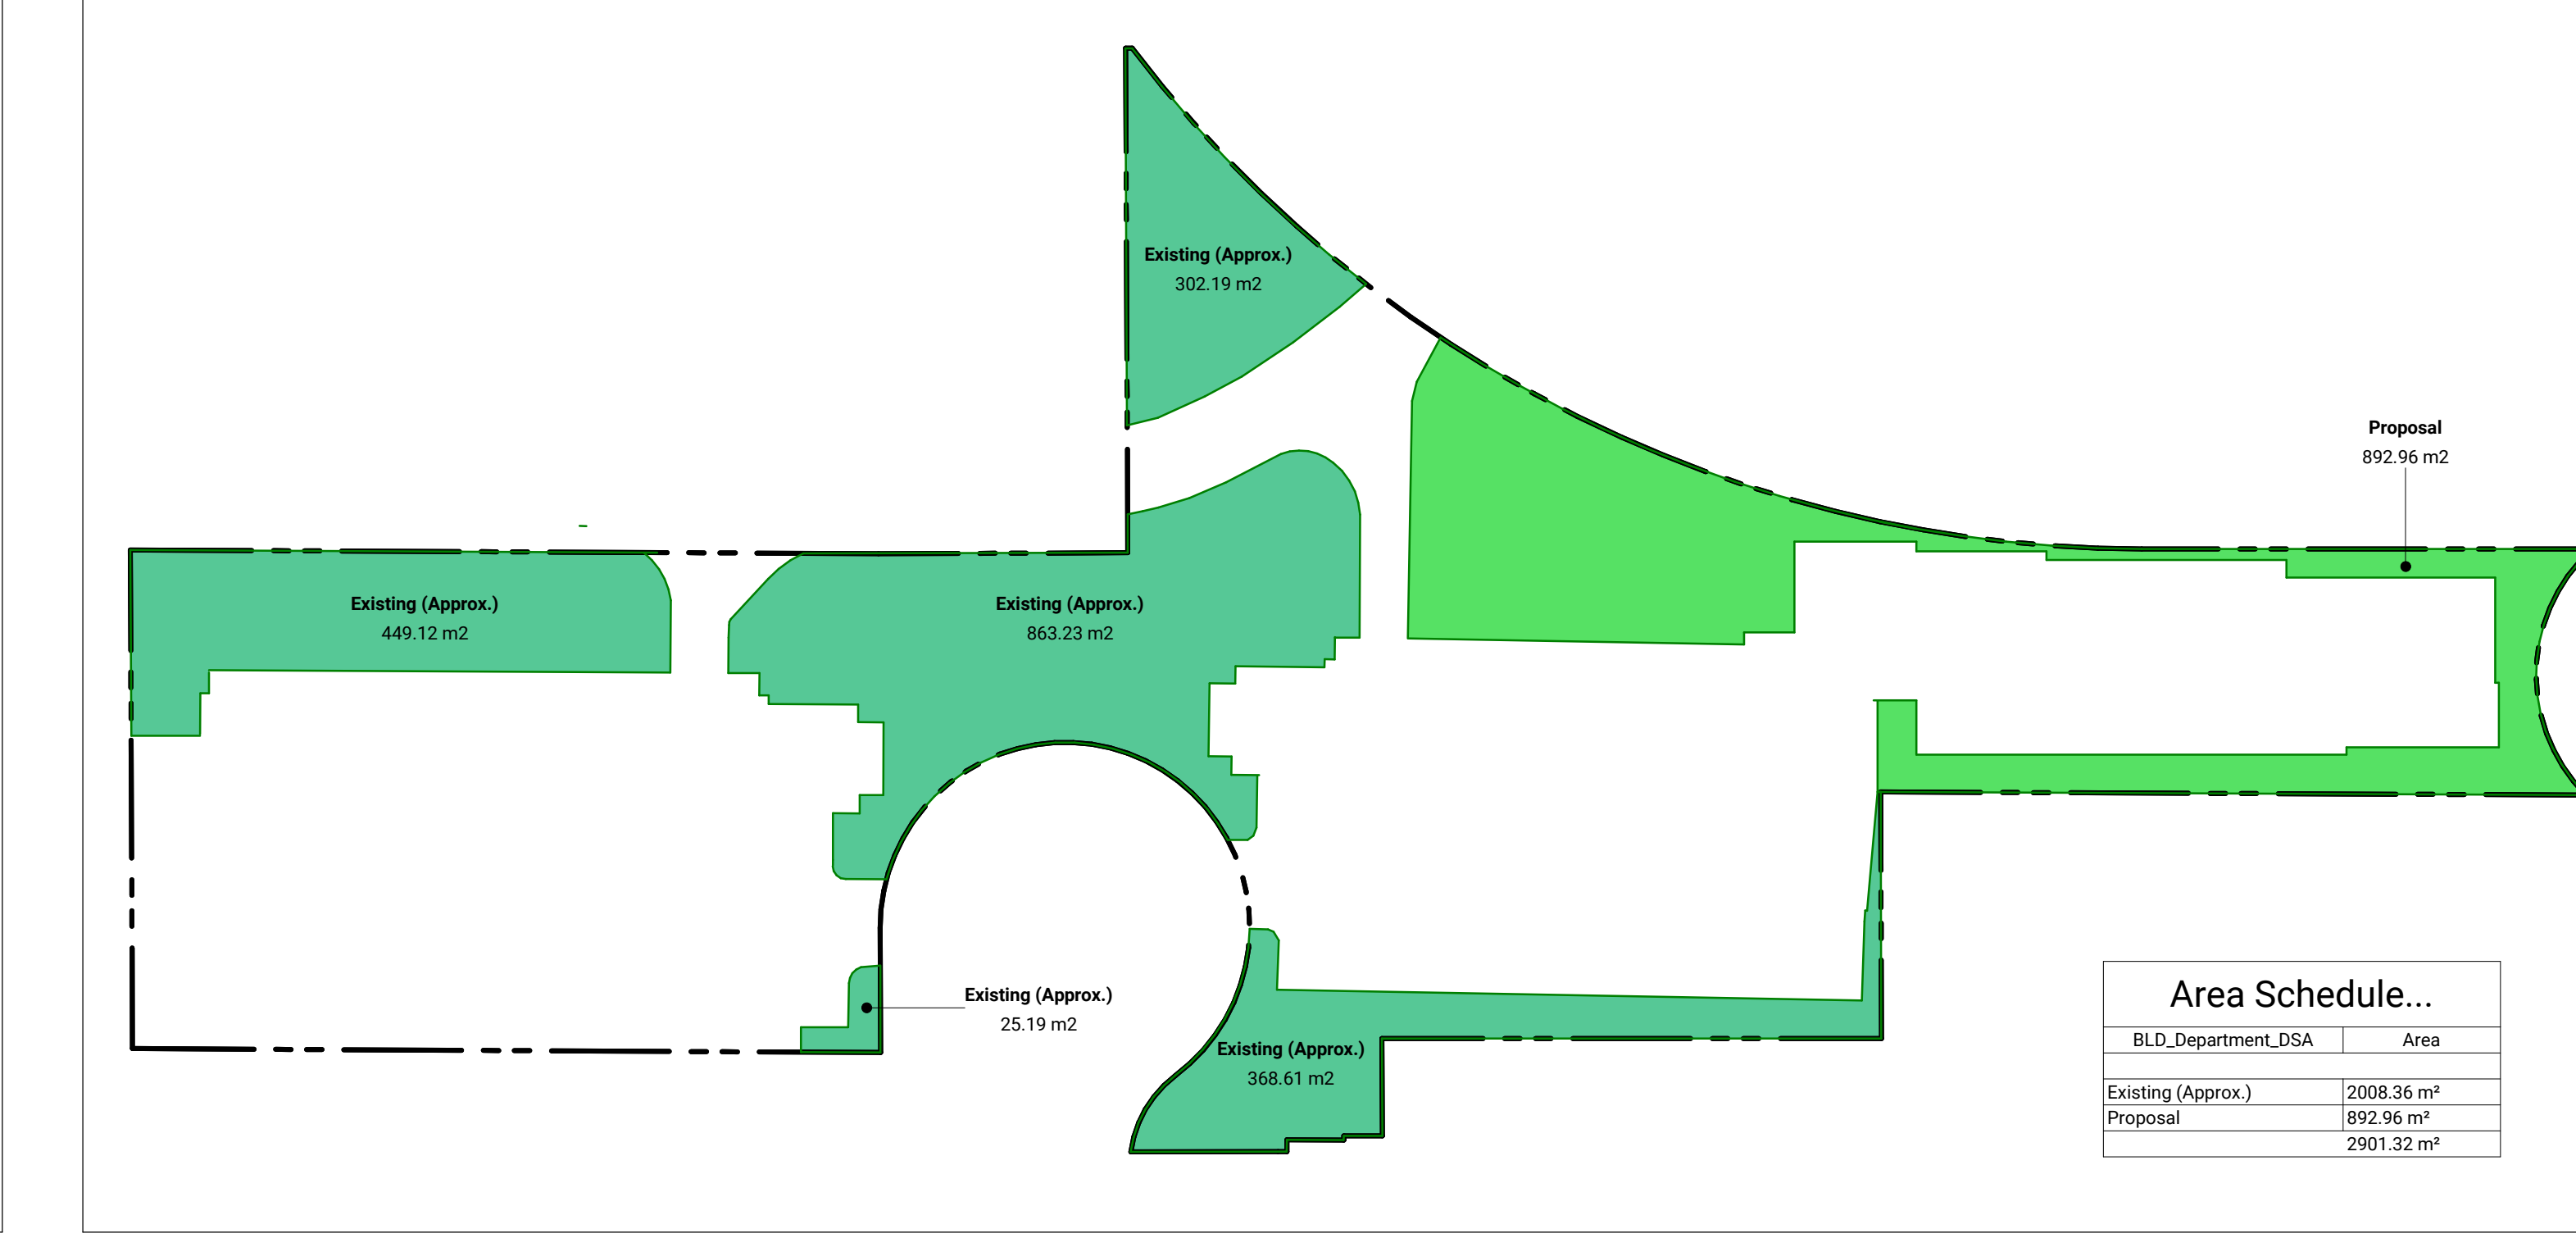 Existing (Approx.)
302.19 m2
Proposal
892.96 m2
Existing (Approx.)
449.12 m2
Existing (Approx.)
863.23 m2
Existing (Approx.)
25.19 m2
Existing (Approx.)
368.61 m2
Area Schedule...
BLD_Department_DSA Area
Existing (Approx.) 2008.36 m²
Proposal 892.96 m²
2901.32 m²